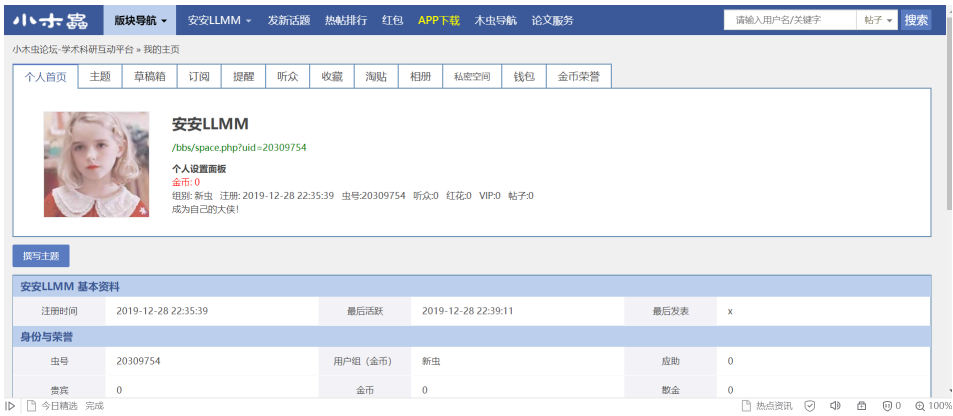 小木虫 版块导航 安安LLMM 发新话题 热帖排行 红包 APP下载 木虫导航 论文服务 请输入用户名/关键字 帖子 搜索
小木虫论坛-学术科研互动平台 » 我的主页
个人首页 主题 草稿箱 订阅 提醒 听众 收藏 淘贴 相册 私密空间 钱包 金币荣誉
安安LLMM
/bbs/space.php?uid=20309754
个人设置面板
金币: 0
组别: 新虫 注册: 2019-12-28 22:35:39 虫号:20309754 听众:0 红花:0 VIP:0 帖子:0
成为自己的大侠!
撰写主题
安安LLMM 基本资料
注册时间 2019-12-28 22:35:39 最后活跃 2019-12-28 22:39:11 最后发表 x
身份与荣誉
虫号 20309754 用户组 (金币) 新虫 应助 0
贵宾 0 金币 0 散金 0
今日精选 完成 热点资讯 0 100%